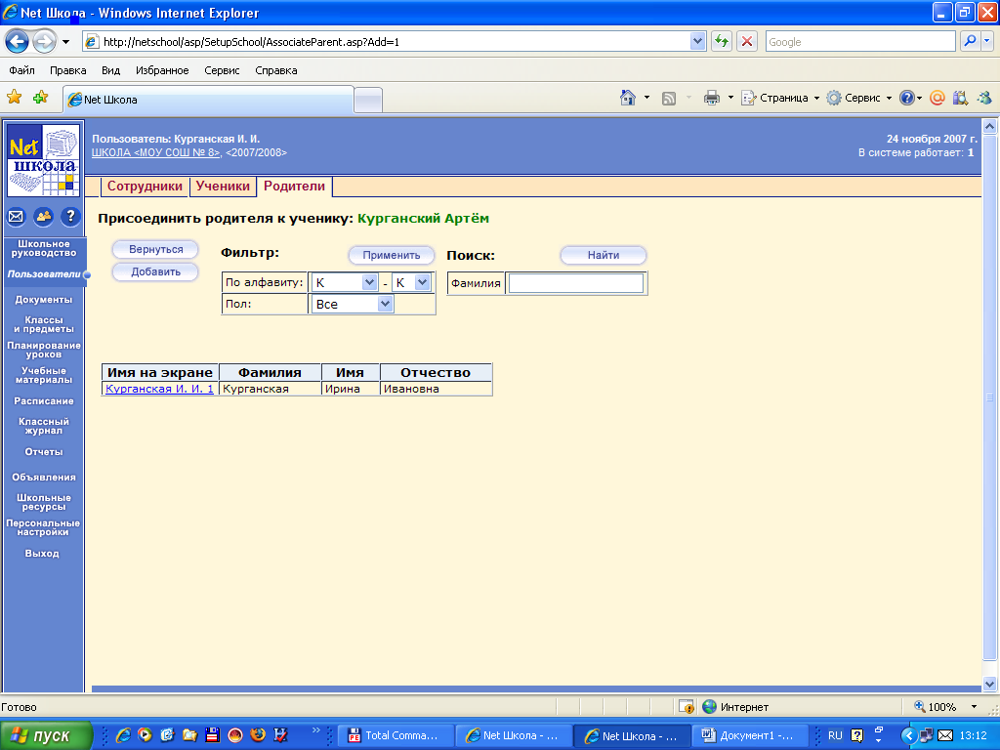 Net Школа - Windows Internet Explorer
http://netschool/asp/SetupSchool/AssociateParent.asp?Add=1
Google
Файл Правка Вид Избранное Сервис Справка
Net Школа
Страница Сервис
Net
школа
Пользователь: Курганская И. И.
24 ноября 2007 г.
ШКОЛА <МОУ СОШ № 8>, <2007/2008>
В системе работает: 1
Сотрудники Ученики Родители
Присоединить родителя к ученику: Курганский Артём
Вернуться
Добавить
Фильтр:
Применить
По алфавиту: К - К
Пол: Все
Поиск:
Найти
Фамилия
Имя на экране Фамилия Имя Отчество
Курганская И. И. 1 Курганская Ирина Ивановна
Школьное
руководство
Пользователи
Документы
Классы
и предметы
Планирование
уроков
Учебные
материалы
Расписание
Классный
журнал
Отчеты
Объявления
Школьные
ресурсы
Персональные
настройки
Выход
Готово
Интернет
100%
пуск
Total Comma...
Net Школа - ...
Net Школа - ...
Документ1 -...
RU
13:12